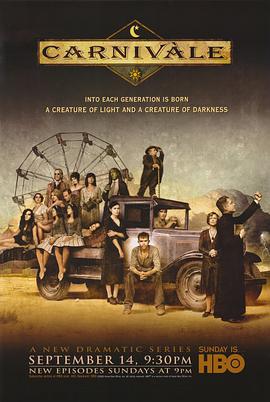 CARNIVÀLE
INTO EACH GENERATION IS BORN
A CREATURE OF LIGHT AND A CREATURE OF DARKNESS
A NEW DRAMATIC SERIES
SEPTEMBER 14, 9:30PM
NEW EPISODES SUNDAYS AT 9PM
SUNDAY IS
HBO